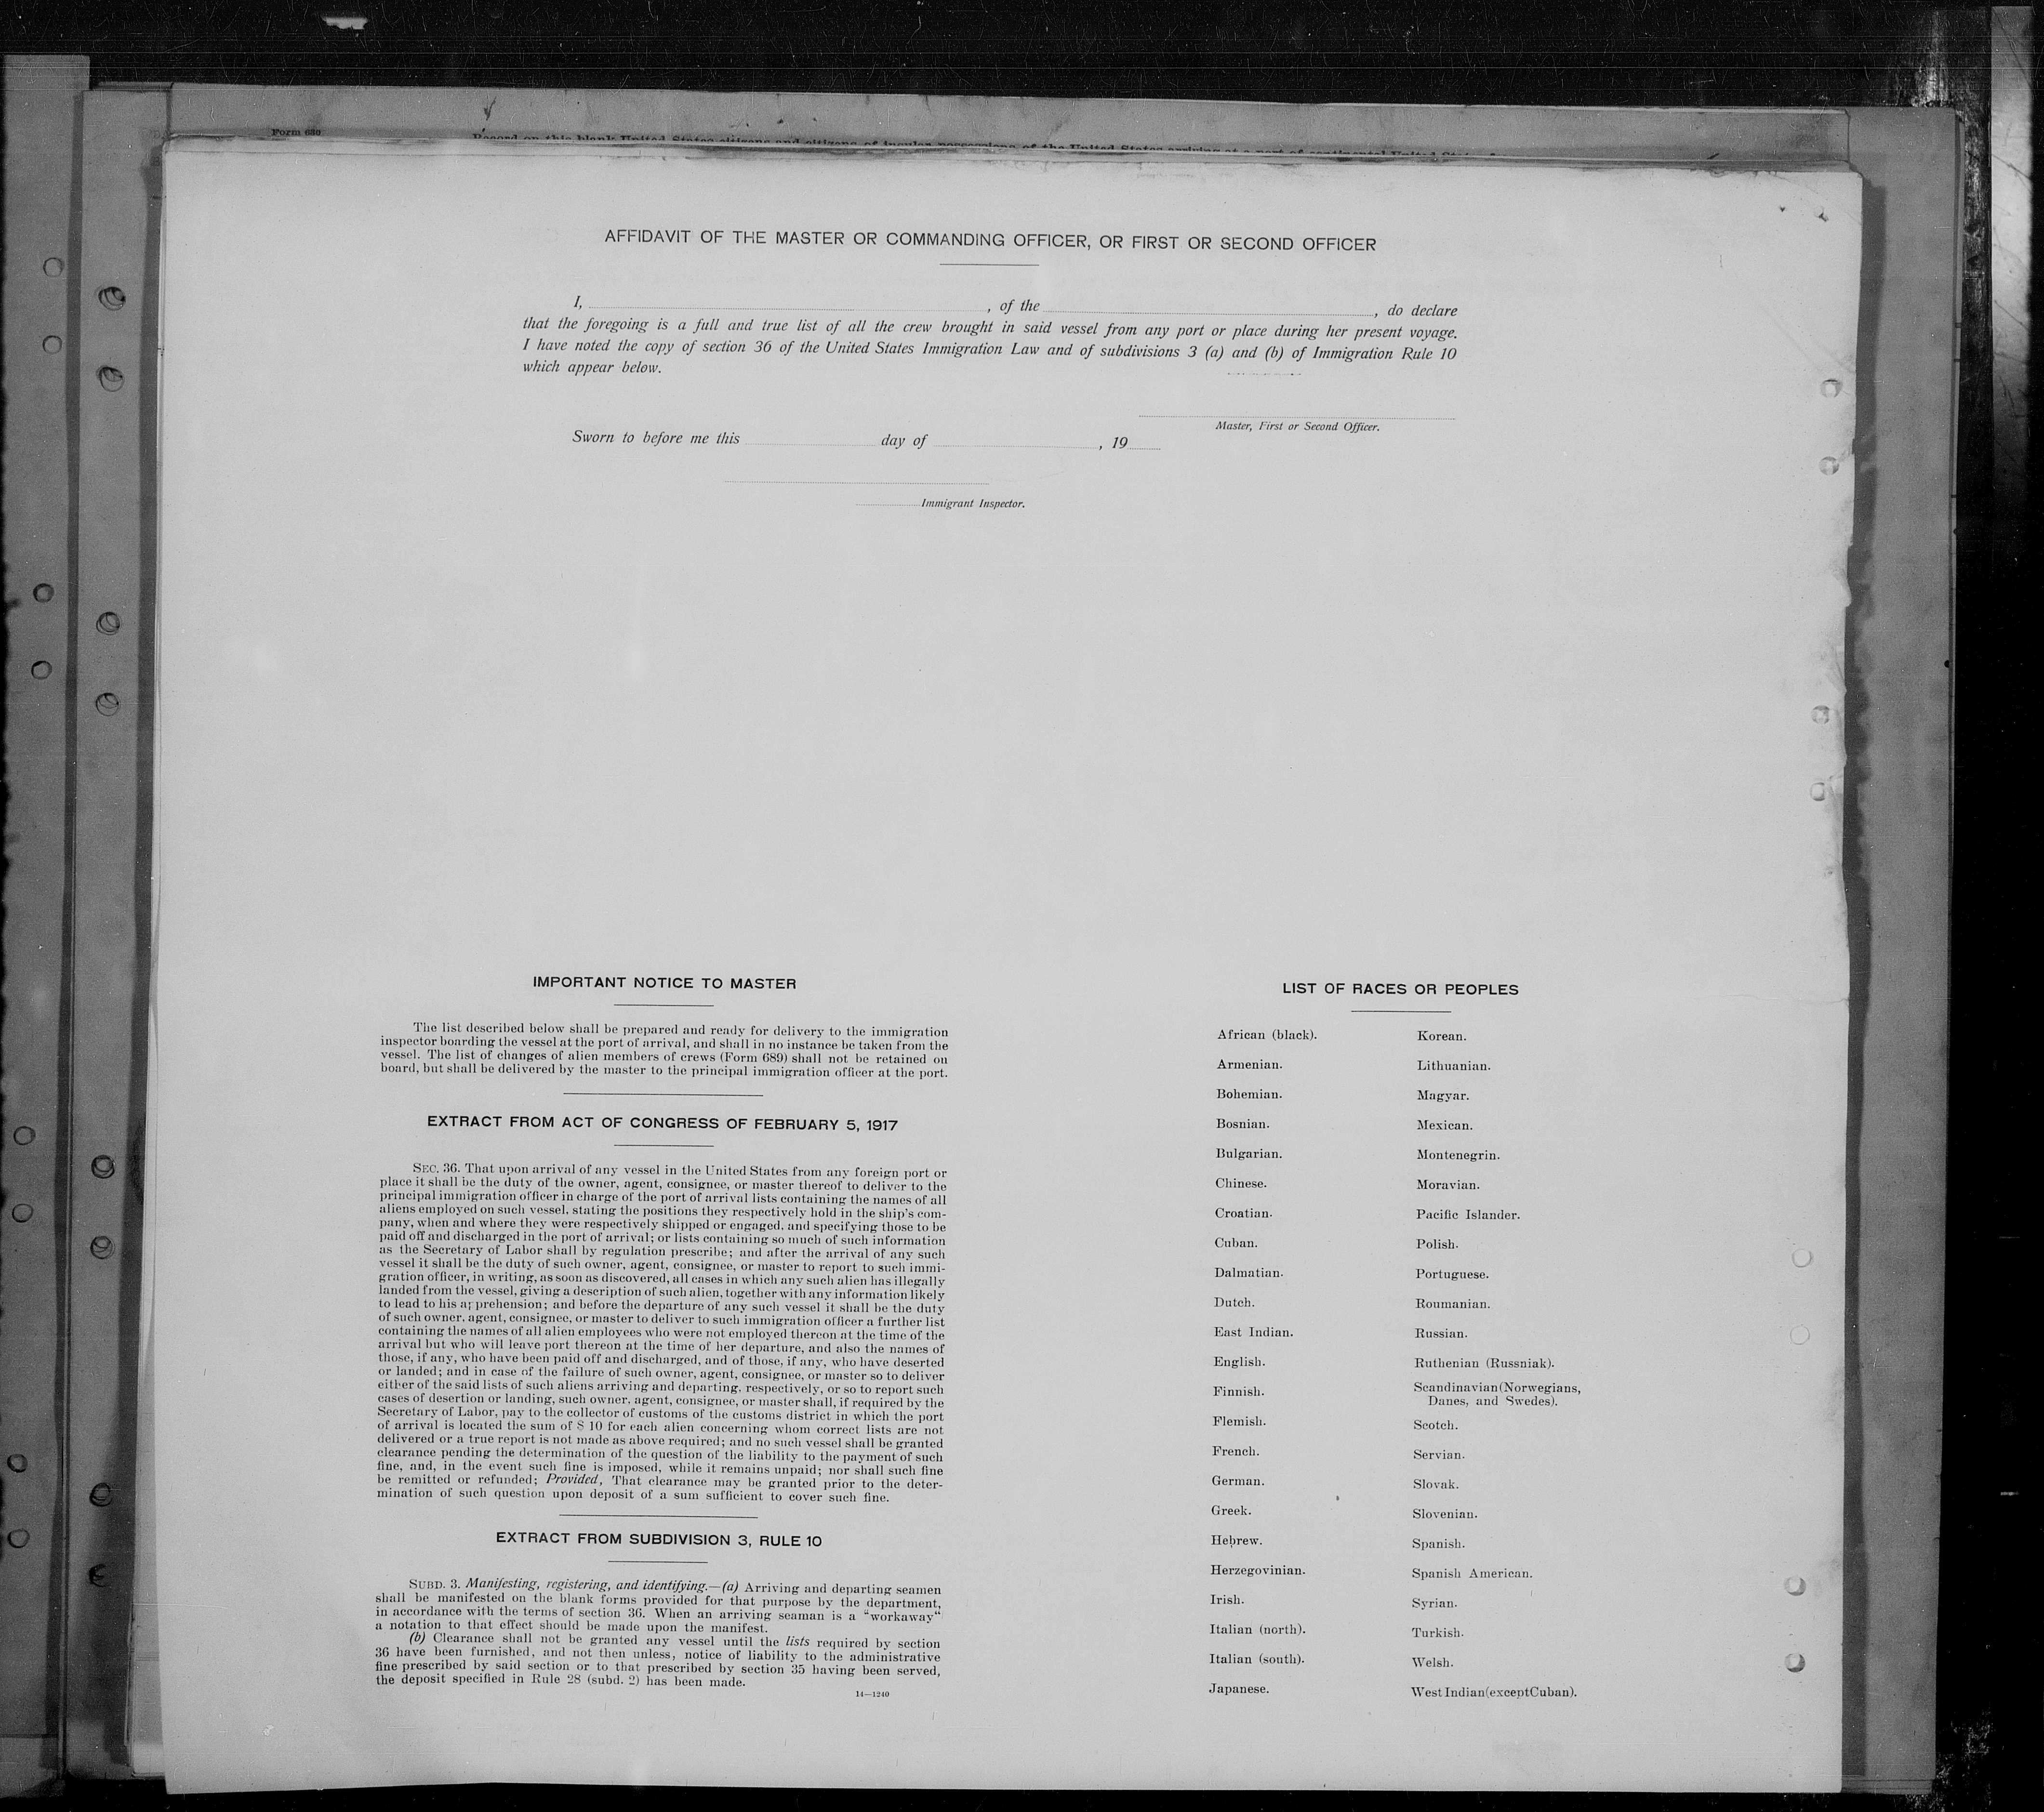 Form 630
Record on this blank United States citizens and citizens of insular possessions of the United States arriving at a port of continental United States
AFFIDAVIT OF THE MASTER OR COMMANDING OFFICER, OR FIRST OR SECOND OFFICER
I, , of the , do declare
that the foregoing is a full and true list of all the crew brought in said vessel from any port or place during her present voyage.
I have noted the copy of section 36 of the United States Immigration Law and of subdivisions 3 (a) and (b) of Immigration Rule 10
which appear below.
Master, First or Second Officer.
Sworn to before me this day of , 19
Immigrant Inspector.
IMPORTANT NOTICE TO MASTER
The list described below shall be prepared and ready for delivery to the immigration
inspector boarding the vessel at the port of arrival, and shall in no instance be taken from the
vessel. The list of changes of alien members of crews (Form 689) shall not be retained on
board, but shall be delivered by the master to the principal immigration officer at the port.
EXTRACT FROM ACT OF CONGRESS OF FEBRUARY 5, 1917
SEC. 36. That upon arrival of any vessel in the United States from any foreign port or
place it shall be the duty of the owner, agent, consignee, or master thereof to deliver to the
principal immigration officer in charge of the port of arrival lists containing the names of all
aliens employed on such vessel, stating the positions they respectively hold in the ship's com-
pany, when and where they were respectively shipped or engaged, and specifying those to be
paid off and discharged in the port of arrival; or lists containing so much of such information
as the Secretary of Labor shall by regulation prescribe; and after the arrival of any such
vessel it shall be the duty of such owner, agent, consignee, or master to report to such immi-
gration officer, in writing, as soon as discovered, all cases in which any such alien has illegally
landed from the vessel, giving a description of such alien, together with any information likely
to lead to his apprehension; and before the departure of any such vessel it shall be the duty
of such owner, agent, consignee, or master to deliver to such immigration officer a further list
containing the names of all alien employees who were not employed thereon at the time of the
arrival but who will leave port thereon at the time of her departure, and also the names of
those, if any, who have been paid off and discharged, and of those, if any, who have deserted
or landed; and in case of the failure of such owner, agent, consignee, or master so to deliver
either of the said lists of such aliens arriving and departing, respectively, or so to report such
cases of desertion or landing, such owner, agent, consignee, or master shall, if required by the
Secretary of Labor, pay to the collector of customs of the customs district in which the port
of arrival is located the sum of $ 10 for each alien concerning whom correct lists are not
delivered or a true report is not made as above required; and no such vessel shall be granted
clearance pending the determination of the question of the liability to the payment of such
fine, and, in the event such fine is imposed, while it remains unpaid; nor shall such fine
be remitted or refunded; Provided, That clearance may be granted prior to the deter-
mination of such question upon deposit of a sum sufficient to cover such fine.
EXTRACT FROM SUBDIVISION 3, RULE 10
SUBD. 3. Manifesting, registering, and identifying.—(a) Arriving and departing seamen
shall be manifested on the blank forms provided for that purpose by the department,
in accordance with the terms of section 36. When an arriving seaman is a “workaway“
a notation to that effect should be made upon the manifest.
(b) Clearance shall not be granted any vessel until the lists required by section
36 have been furnished, and not then unless, notice of liability to the administrative
fine prescribed by said section or to that prescribed by section 35 having been served,
the deposit specified in Rule 28 (subd. 2) has been made.
14—1240
LIST OF RACES OR PEOPLES
African (black).
Armenian.
Bohemian.
Bosnian.
Bulgarian.
Chinese.
Croatian.
Cuban.
Dalmatian.
Dutch.
East Indian.
English.
Finnish.
Flemish.
French.
German.
Greek.
Hebrew.
Herzegovinian.
Irish.
Italian (north).
Italian (south).
Japanese.
Korean.
Lithuanian.
Magyar.
Mexican.
Montenegrin.
Moravian.
Pacific Islander.
Polish.
Portuguese.
Roumanian.
Russian.
Ruthenian (Russniak).
Scandinavian (Norwegians,
Danes, and Swedes).
Scotch.
Servian.
Slovak.
Slovenian.
Spanish.
Spanish American.
Syrian.
Turkish.
Welsh.
West Indian (except Cuban).